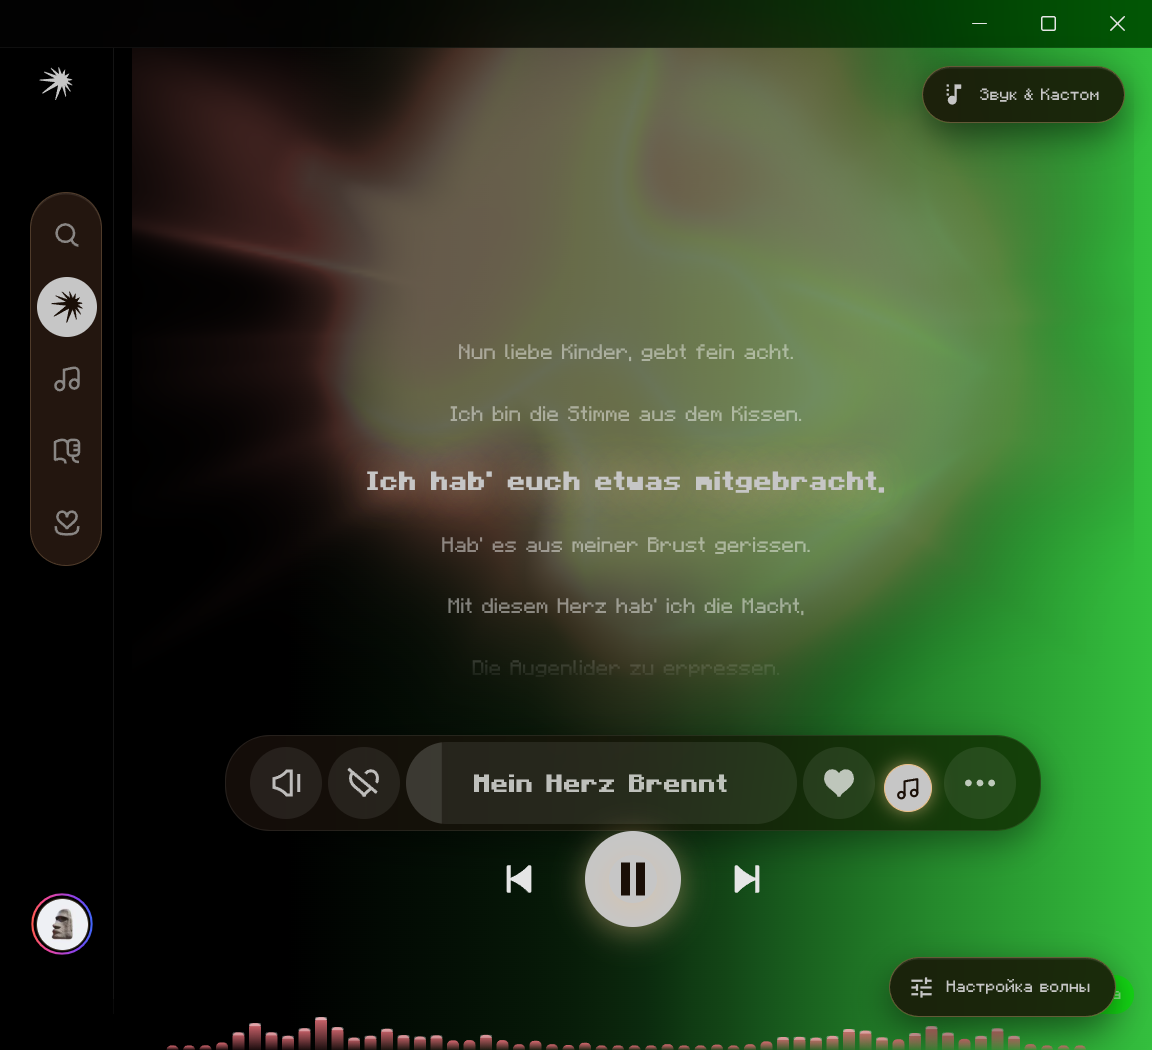 Звук & Кастом
Nun liebe Kinder, gebt fein acht.
Ich bin die Stimme aus dem Kissen.
Ich hab' euch etwas mitgebracht,
Hab' es aus meiner Brust gerissen.
Mit diesem Herz hab' ich die Macht,
Die Augenlider zu erpressen.
Mein Herz Brennt
Настройка волны